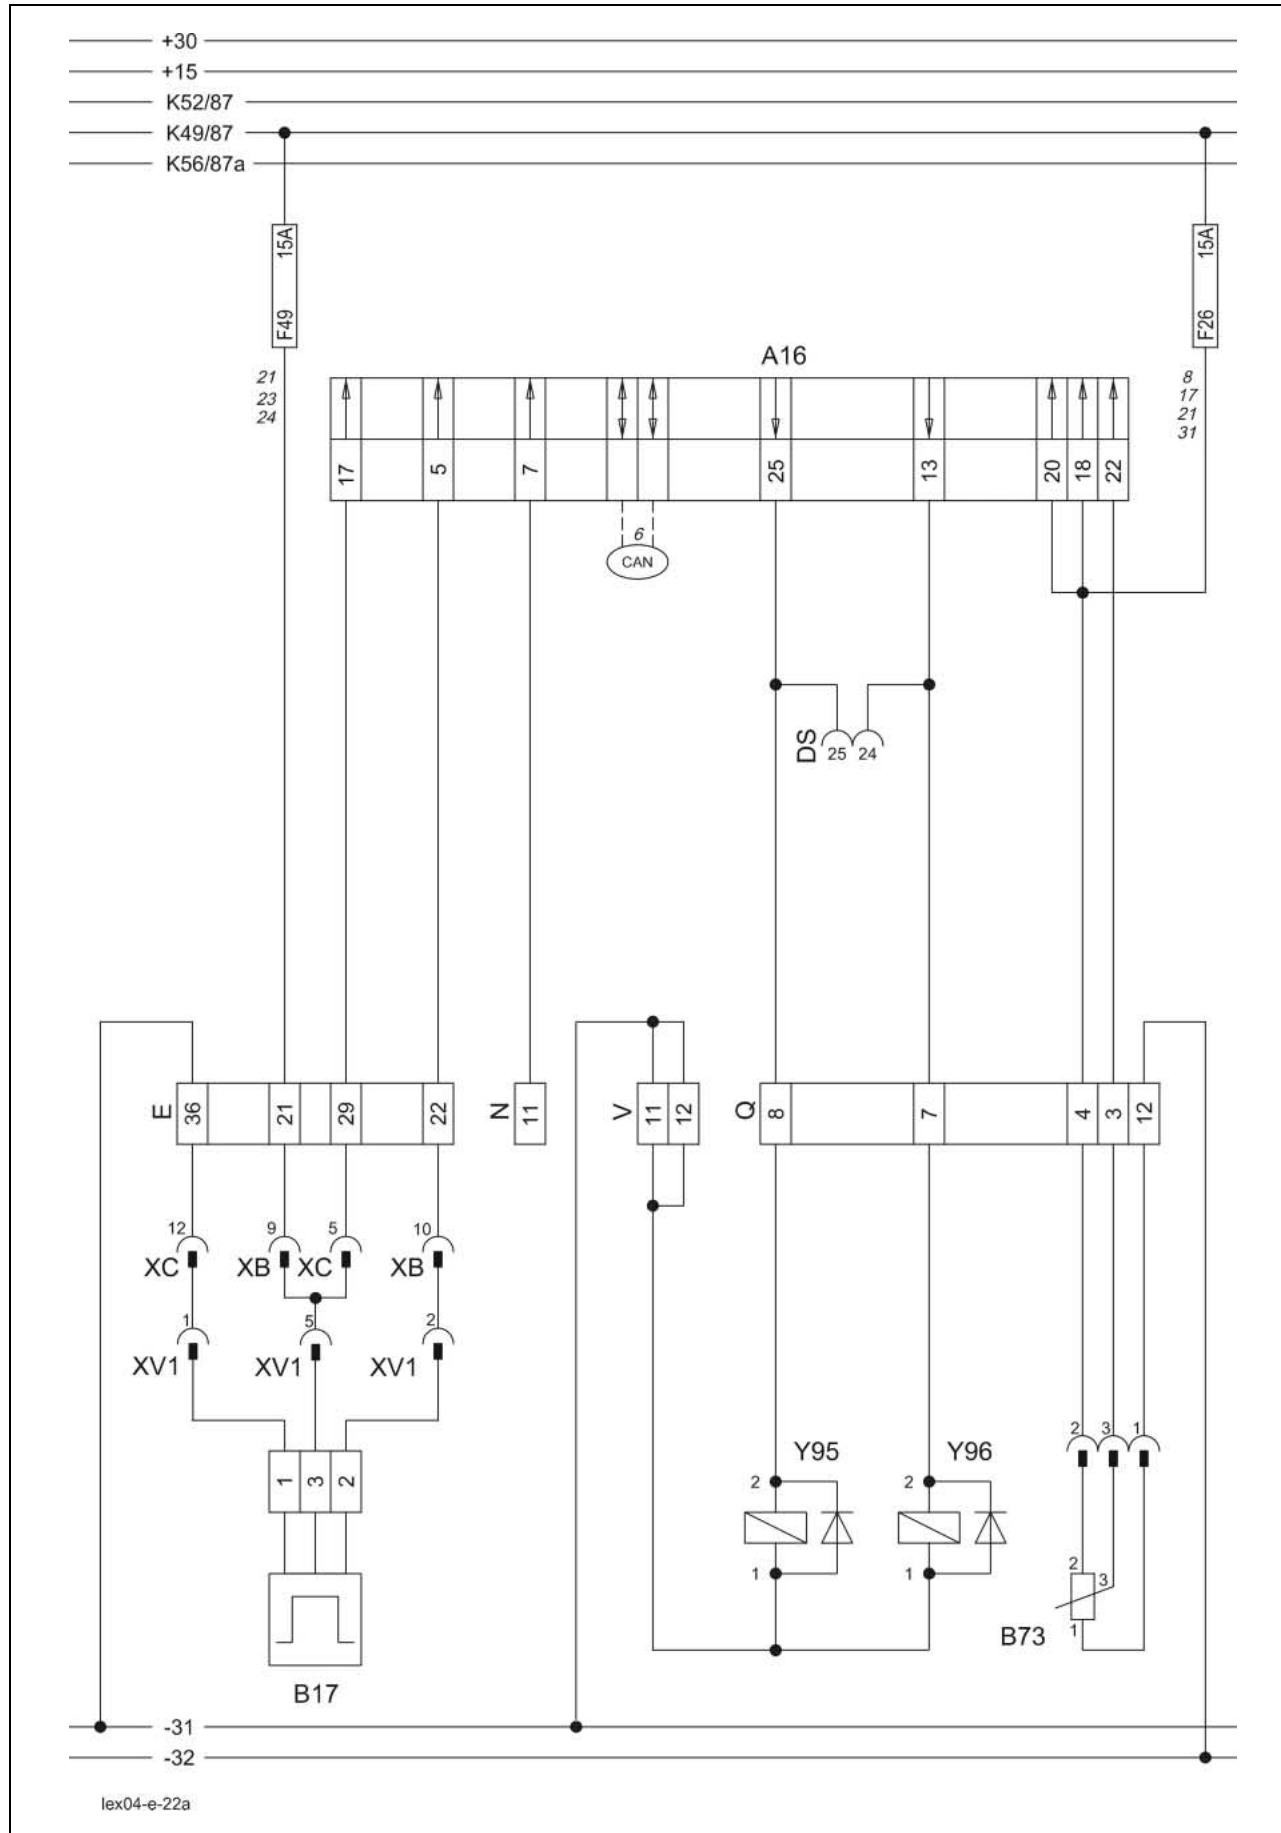 +30
+15
K52/87
K49/87
K56/87a
15A
F49
15A
F26
A16
21
23
24
8
17
21
31
17
5
7
25
13
20
18
22
6
CAN
DS
25
24
E
36
21
29
22
N
11
V
11
12
Q
8
7
4
3
12
12
9
5
10
XC
XB
XC
XB
1
5
2
XV1
XV1
XV1
2
3
1
1
3
2
Y95
Y96
2
2
1
1
2
3
1
B73
B17
-31
-32
lex04-e-22a